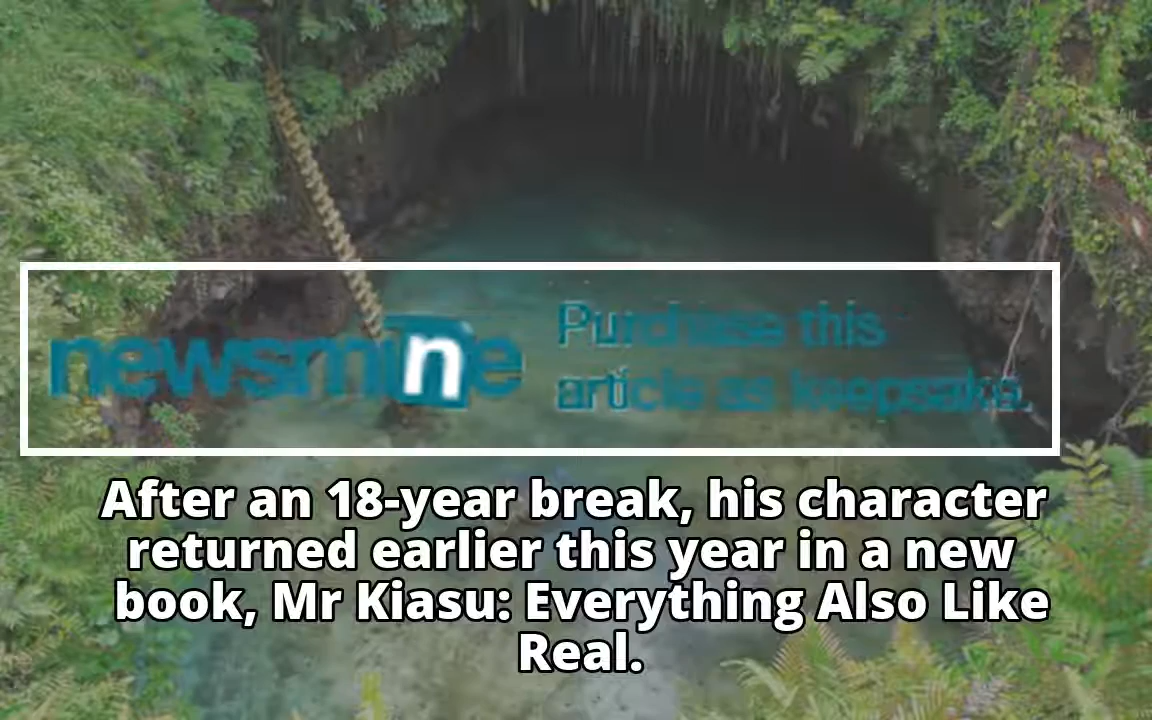 newsmine
Purchase this
article as keepsake.
After an 18-year break, his character
returned earlier this year in a new
book, Mr Kiasu: Everything Also Like
Real.